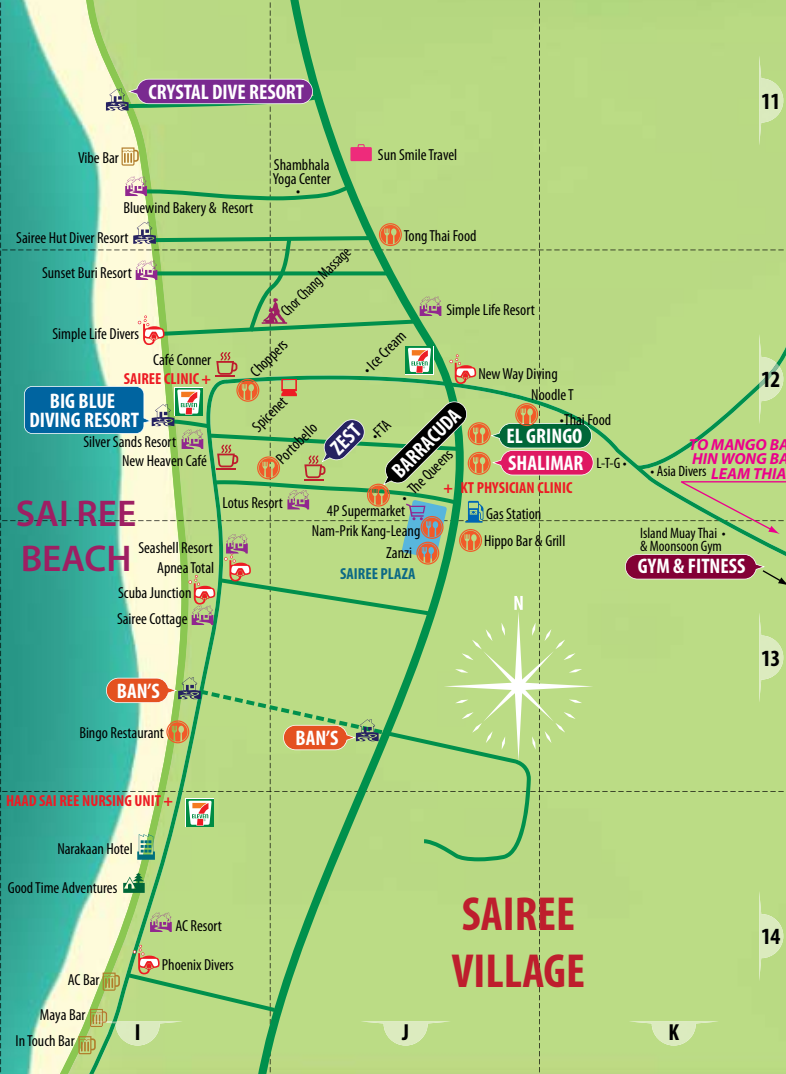 CRYSTAL DIVE RESORT
11
Vibe Bar
Sun Smile Travel
Shambhala
Yoga Center
Bluewind Bakery & Resort
Sairee Hut Diver Resort
Tong Thai Food
Sunset Buri Resort
Chor Chang Massage
Simple Life Resort
Simple Life Divers
Ice Cream
Café Conner
Choppers
7
ELEVEN
New Way Diving
SAIREE CLINIC +
12
BIG BLUE
DIVING RESORT
7
ELEVEN
Spicenet
Noodle T
Thai Food
Silver Sands Resort
Portobello
ZEST
FTA
BARRACUDA
EL GRINGO
New Heaven Café
The Queens
SHALIMAR
L-T-G
Asia Divers
TO MANGO BA
HIN WONG BA
LEAM THIA
+ KT PHYSICIAN CLINIC
Lotus Resort
4P Supermarket
Gas Station
SAI REE
BEACH
Nam-Prik Kang-Leang
Hippo Bar & Grill
Island Muay Thai
& Moonsoon Gym
Seashell Resort
Zanzi
GYM & FITNESS
Apnea Total
SAIREE PLAZA
Scuba Junction
Sairee Cottage
N
13
BAN'S
Bingo Restaurant
BAN'S
HAAD SAI REE NURSING UNIT +
7
ELEVEN
Narakaan Hotel
Good Time Adventures
AC Resort
SAIREE
VILLAGE
14
Phoenix Divers
AC Bar
Maya Bar
I
J
K
In Touch Bar